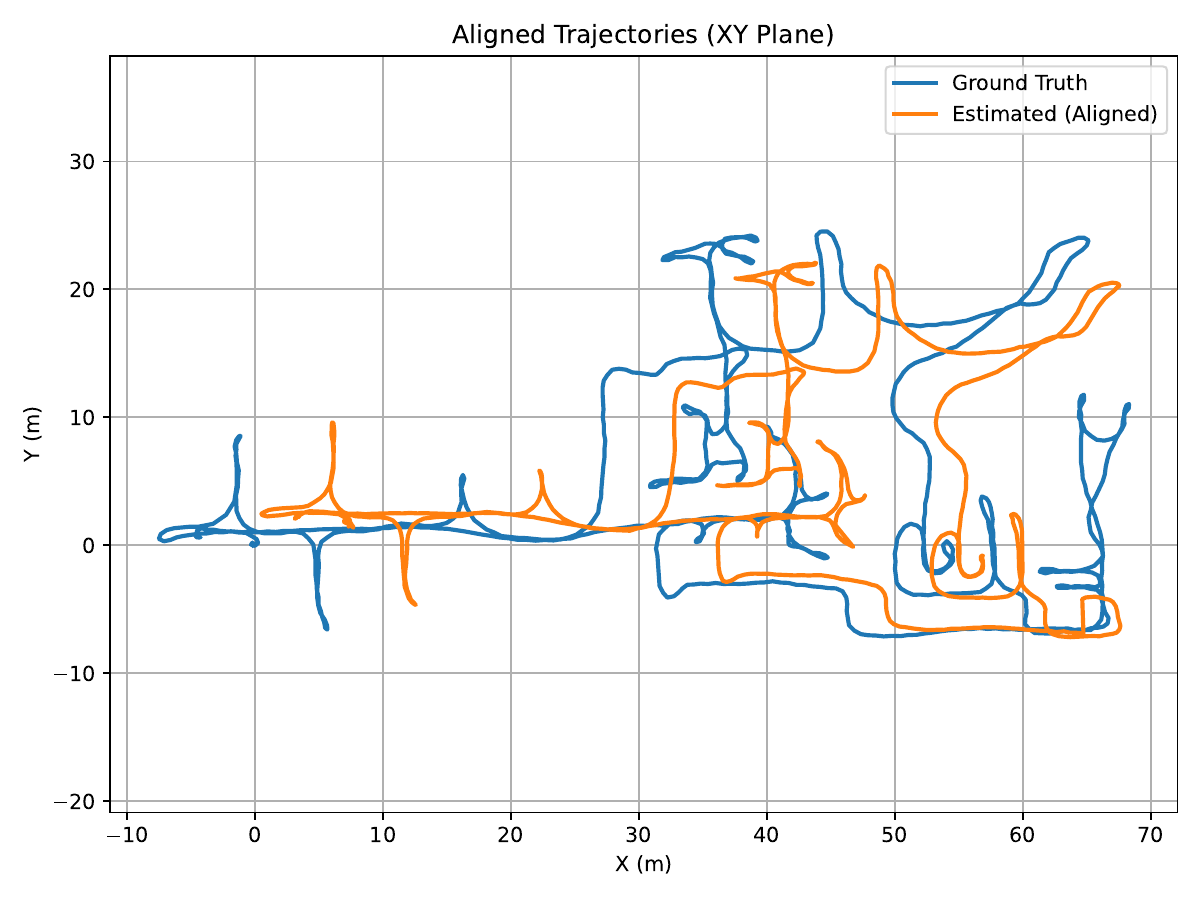 Aligned Trajectories (XY Plane)
Ground Truth
Estimated (Aligned)
30
20
10
0
−10
−20
Y (m)
−10 0 10 20 30 40 50 60 70
X (m)